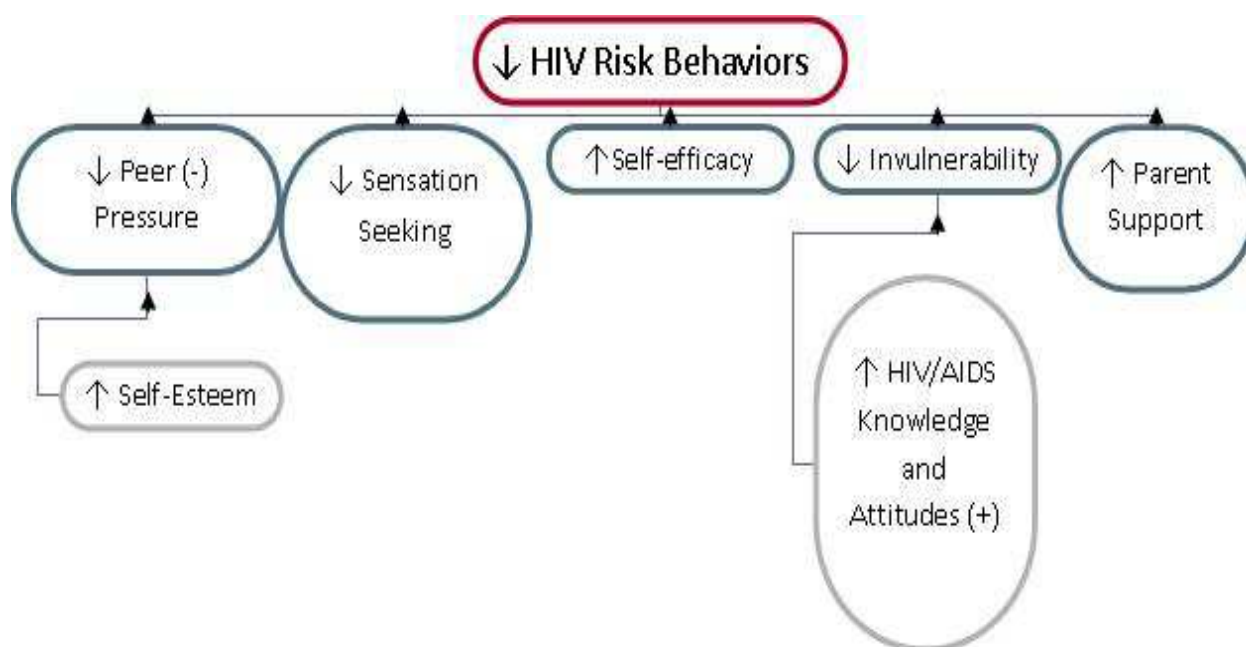 ↓ HIV Risk Behaviors
↓ Peer (-)
Pressure
↓ Sensation
Seeking
↑ Self-efficacy
↓ Invulnerability
↑ Parent
Support
↑ Self-Esteem
↑ HIV/AIDS
Knowledge
and
Attitudes (+)